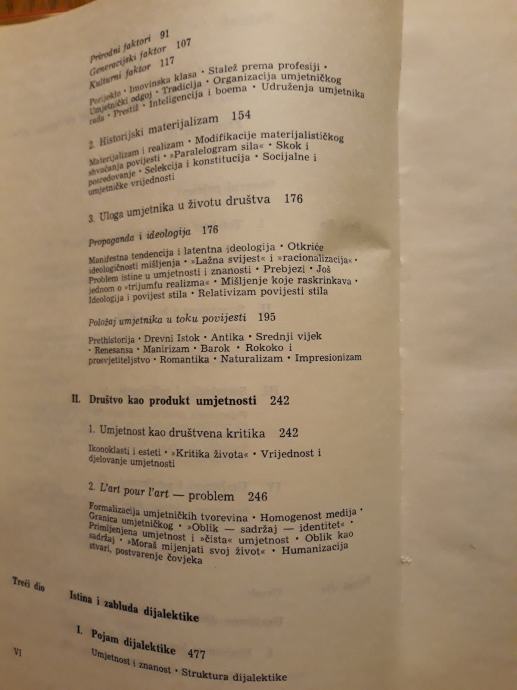 Prirodni faktori 91
Generacijski faktor 107
Kulturni faktor 117
Porijeklo · Imovinska klasa · Stalež prema profesiji ·
Umjetnički odgoj · Tradicija · Organizacija umjetničkog
rada · Prestiž · Inteligencija i boema · Udruženja umjetnika
2. Historijski materijalizam 154
Materijalizam i realizam · Modifikacije materijalističkog
shvaćanja povijesti · »Paralelogram sila« · Skok i
posredovanje · Selekcija i konstitucija · Socijalne i
umjetničke vrijednosti
3. Uloga umjetnika u životu društva 176
Propaganda i ideologija 176
Manifestna tendencija i latentna ideologija · Otkriće
ideologičnosti mišljenja · »Lažna svijest« i »racionalizacija« ·
Problem istine u umjetnosti i znanosti · Prebjezi · Još
jednom o »trijumfu realizma« · Mišljenje koje raskrinkava ·
Ideologija i povijest stila · Relativizam povijesti stila
Položaj umjetnika u toku povijesti 195
Prethistorija · Drevni Istok · Antika · Srednji vijek
· Renesansa · Manirizam · Barok · Rokoko i
prosvjetiteljstvo · Romantika · Naturalizam · Impresionizam
II. Društvo kao produkt umjetnosti 242
1. Umjetnost kao društvena kritika 242
Ikonoklasti i esteti · »Kritika života« · Vrijednost i
djelovanje umjetnosti
2. L'art pour l'art — problem 246
Formalizacija umjetničkih tvorevina · Homogenost medija ·
Granica umjetničkog · »Oblik — sadržaj — identitet« ·
Primijenjena umjetnost i »čista« umjetnost · Oblik kao
sadržaj · »Moraš mijenjati svoj život« · Humanizacija
stvari, postvarenje čovjeka
Treći dio
Istina i zabluda dijalektike
I. Pojam dijalektike 477
Umjetnost i znanost · Struktura dijalektike
VI